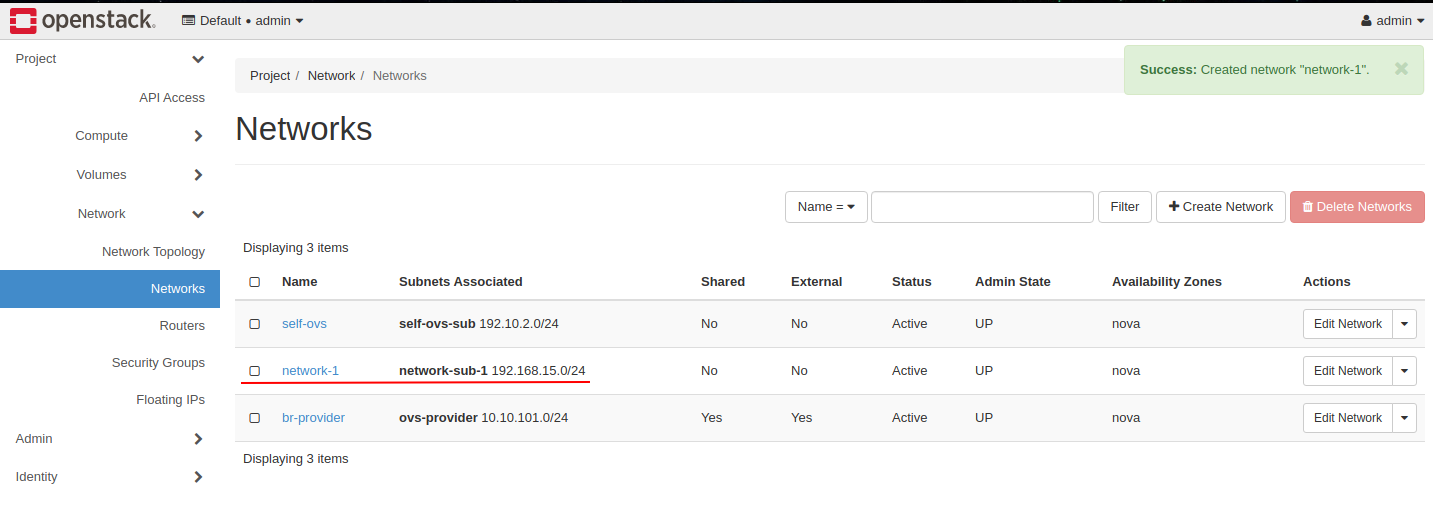 openstack. Default • admin admin
Project
API Access
Compute
Volumes
Network
Network Topology
Networks
Routers
Security Groups
Floating IPs
Admin
Identity
Project / Network / Networks
Success: Created network "network-1".
Networks
Name = Filter Create Network Delete Networks
Displaying 3 items
Name Subnets Associated Shared External Status Admin State Availability Zones Actions
self-ovs self-ovs-sub 192.10.2.0/24 No No Active UP nova Edit Network
network-1 network-sub-1 192.168.15.0/24 No No Active UP nova Edit Network
br-provider ovs-provider 10.10.101.0/24 Yes Yes Active UP nova Edit Network
Displaying 3 items